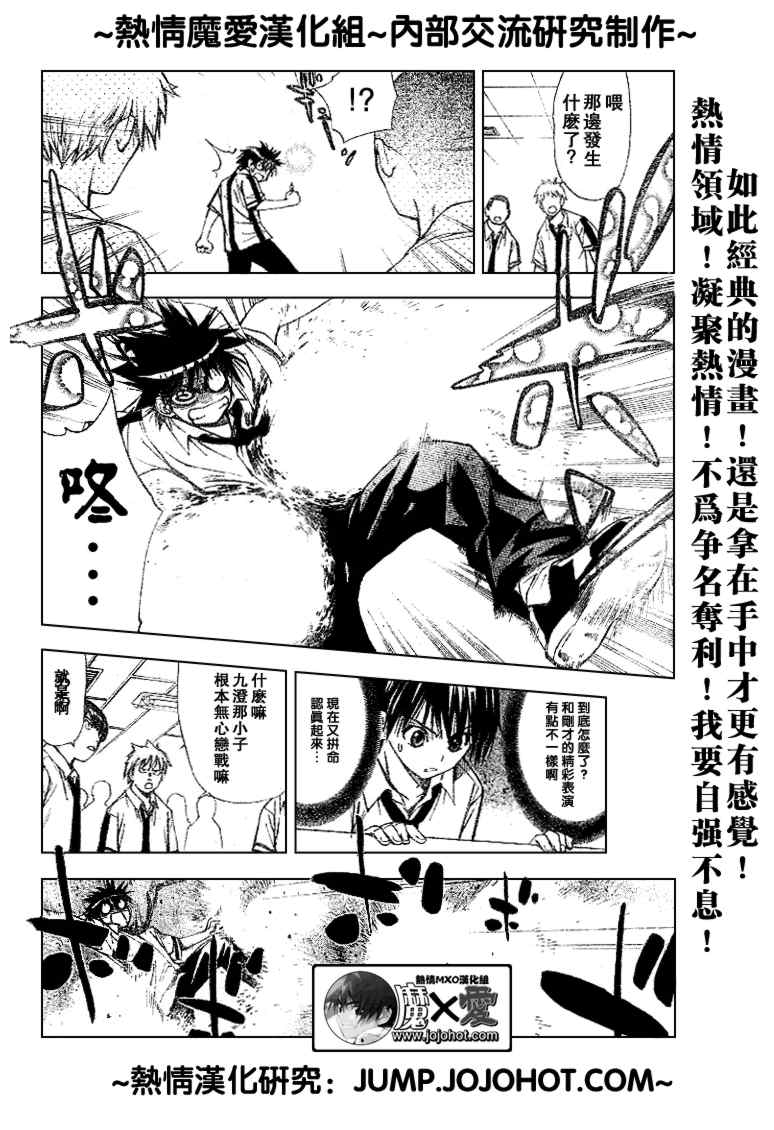 ~熱情魔愛漢化組~內部交流研究制作~
喂
那邊發生
什麼了？
!?
咚…
到底怎麼了？
和剛才的精彩表演
有點不一樣啊
現在又拼命
認真起來…
什麼嘛
九澄那小子
根本無心戀戰嘛
就是啊
如此經典的漫畫！還是拿在手中才更有感覺！
熱情領域！凝聚熱情！不爲争名奪利！我要自强不息！
熱情MXO漢化組
魔×愛
www.jojohot.com
~熱情漢化研究：JUMP.JOJOHOT.COM~